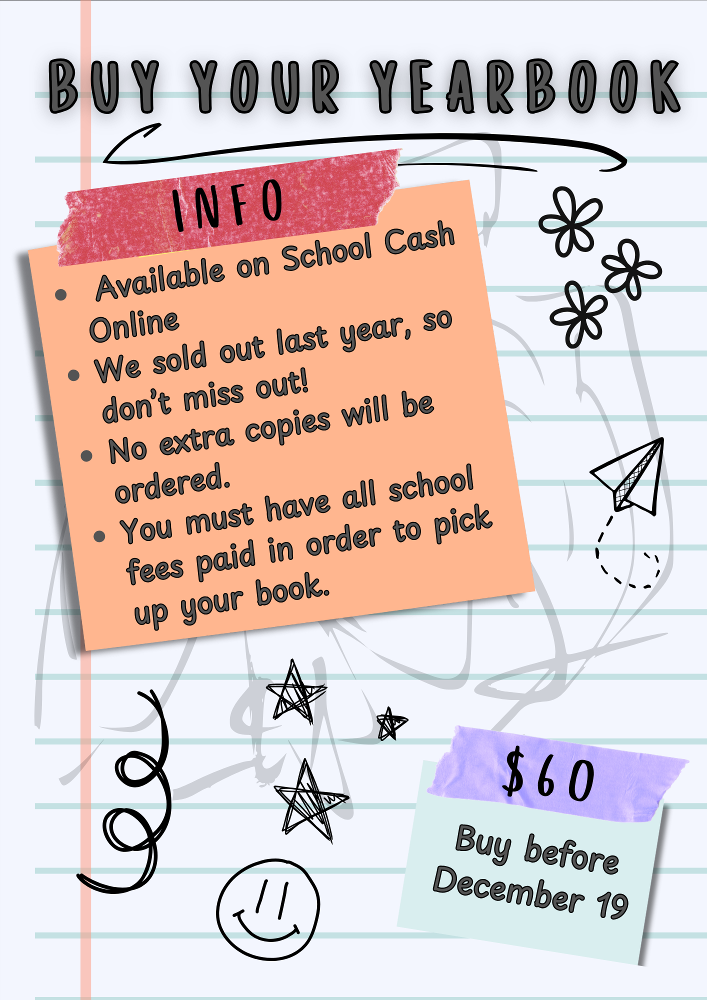 BUY YOUR YEARBOOK
INFO
• Available on School Cash
Online
• We sold out last year, so
don’t miss out!
• No extra copies will be
ordered.
• You must have all school
fees paid in order to pick
up your book.
$60
Buy before
December 19